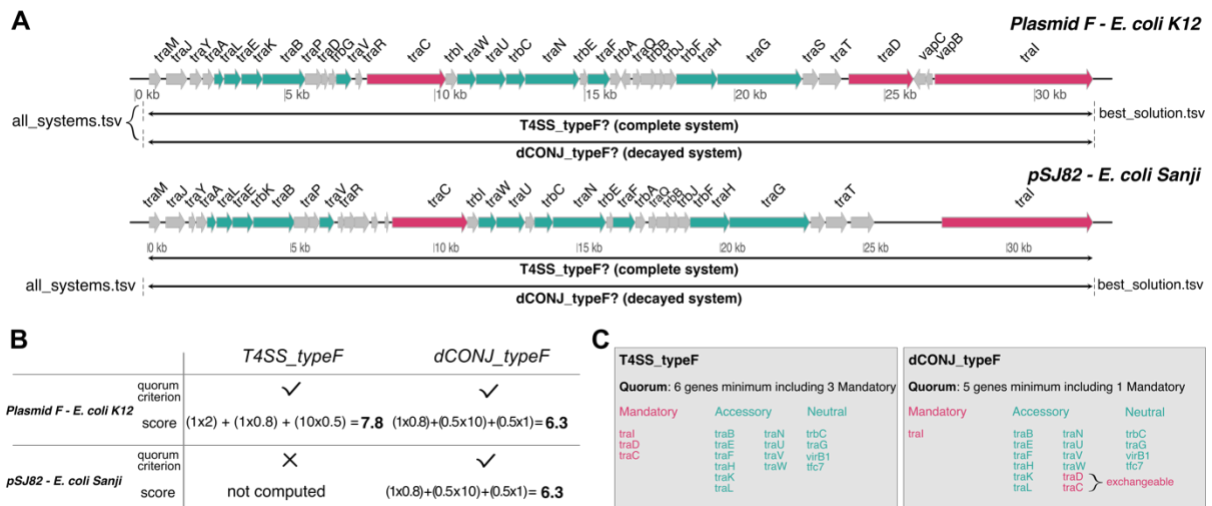 A
Plasmid F - E. coli K12
traM traJ traY traA traL traE traK traB traP trbD trbG traV traR traC trbI traW traU trbC traN trbE traF trbA traQ trbB trbJ trbF traH traG traS traT traD vapC vapB traI
0 kb 5 kb 10 kb 15 kb 20 kb 25 kb 30 kb
all_systems.tsv
T4SS_typeF? (complete system)
best_solution.tsv
dCONJ_typeF? (decayed system)
pSJ82 - E. coli Sanji
traM traJ traY traA traL traE trbK traB traP traV traR traC trbI traW traU trbC traN trbE traF trbA traQ trbB trbJ trbF traH traG traT traI
0 kb 5 kb 10 kb 15 kb 20 kb 25 kb 30 kb
T4SS_typeF? (complete system)
all_systems.tsv
best_solution.tsv
dCONJ_typeF? (decayed system)
B
T4SS_typeF dCONJ_typeF
Plasmid F - E. coli K12
quorum
criterion ✓ ✓
score (1x2) + (1x0.8) + (10x0.5) = 7.8 (1x0.8)+(0.5x10)+(0.5x1)= 6.3
pSJ82 - E. coli Sanji
quorum
criterion ✕ ✓
score not computed (1x0.8)+(0.5x10)+(0.5x1)= 6.3
C
T4SS_typeF
Quorum: 6 genes minimum including 3 Mandatory
Mandatory Accessory Neutral
traI traB traN trbC
traD traE traU traG
traC traF traV virB1
traH traW tfc7
traK
traL
dCONJ_typeF
Quorum: 5 genes minimum including 1 Mandatory
Mandatory Accessory Neutral
traI traB traN trbC
traE traU traG
traF traV virB1
traH traW tfc7
traK traD
traL traC
exchangeable